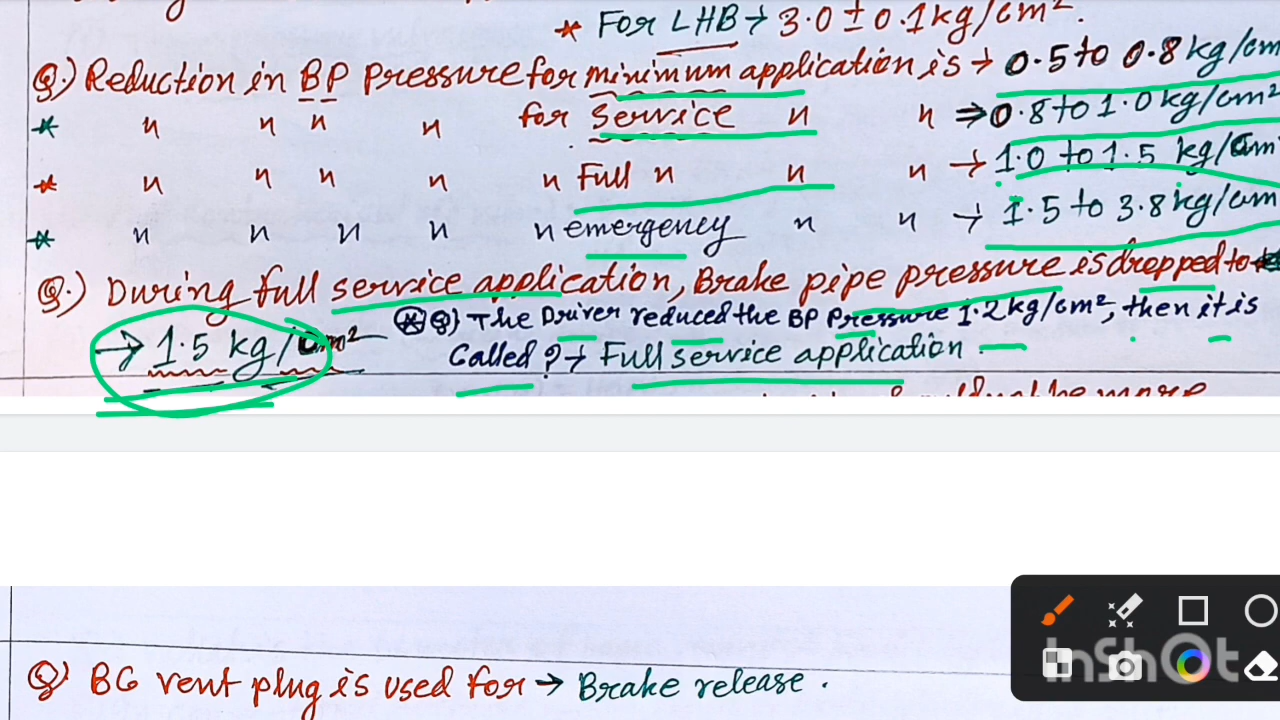 * For LHB → 3.0 ± 0.1 kg/cm².
Q.) Reduction in BP Pressure for minimum application is → 0.5 to 0.8 kg/cm
* n n n n for Service n n ⇒ 0.8 to 1.0 kg/cm²
* n n n n n Full n n n → 1.0 to 1.5 kg/cm
* n n n n n emergency n n → 1.5 to 3.8 kg/cm
Q.) During full service application, Brake pipe pressure is dropped to
→ 1.5 kg/cm²
* Q) The Driver reduced the BP Pressure 1.2 kg/cm², then it is
Called? → Full service application.
Q) BG vent plug is used for → Brake release.
InShOt